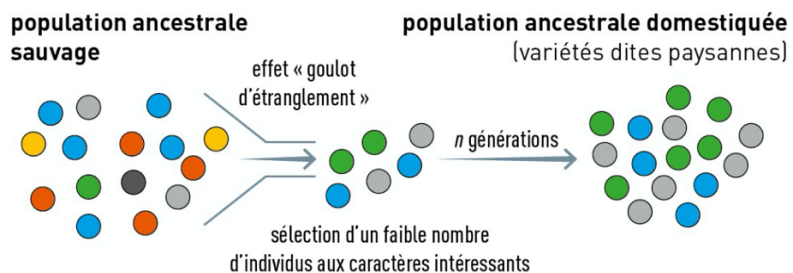 population ancestrale
sauvage
effet « goulot
d’étranglement »
population ancestrale domestiquée
(variétés dites paysannes)
n générations
sélection d’un faible nombre
d’individus aux caractères intéressants